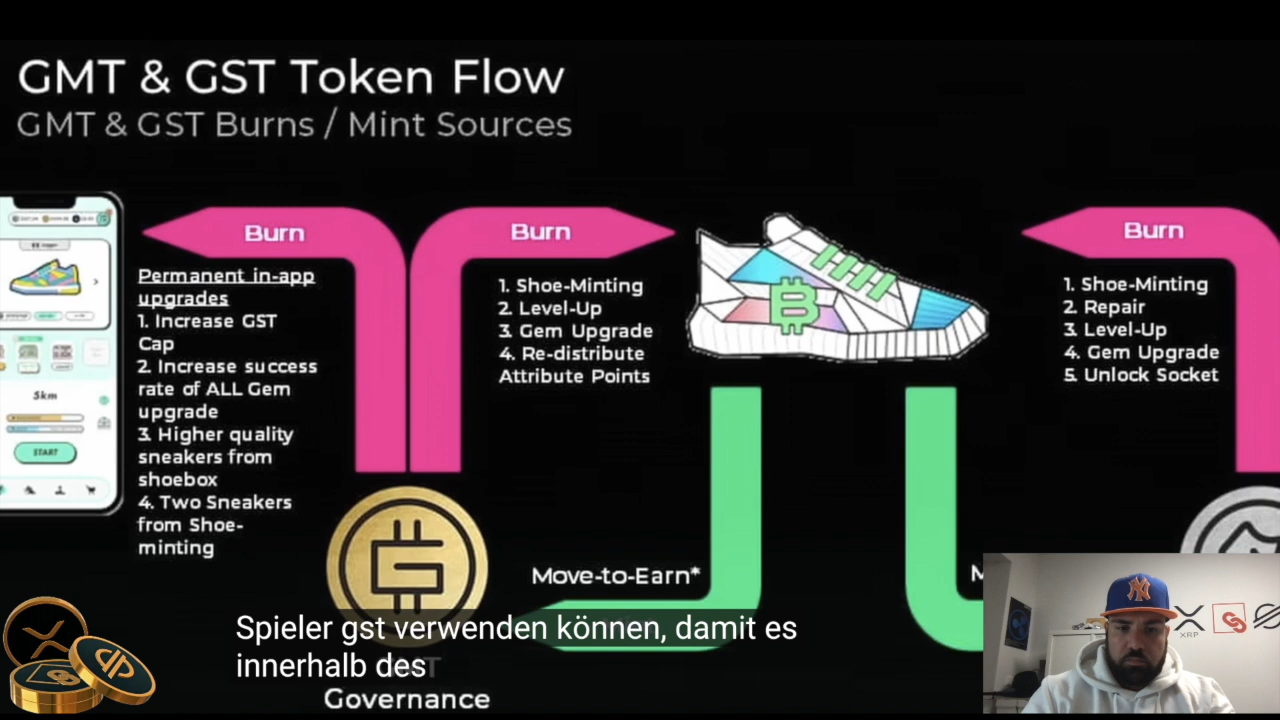 GMT & GST Token Flow
GMT & GST Burns / Mint Sources
Burn
Permanent in-app
upgrades
1. Increase GST
Cap
2. Increase success
rate of ALL Gem
upgrade
3. Higher quality
sneakers from
shoebox
4. Two Sneakers
from Shoe-
minting
Burn
1. Shoe-Minting
2. Level-Up
3. Gem Upgrade
4. Re-distribute
Attribute Points
Burn
1. Shoe-Minting
2. Repair
3. Level-Up
4. Gem Upgrade
5. Unlock Socket
5km
START
Move-to-Earn*
Spieler gst verwenden können, damit es
innerhalb des
Governance
XRP